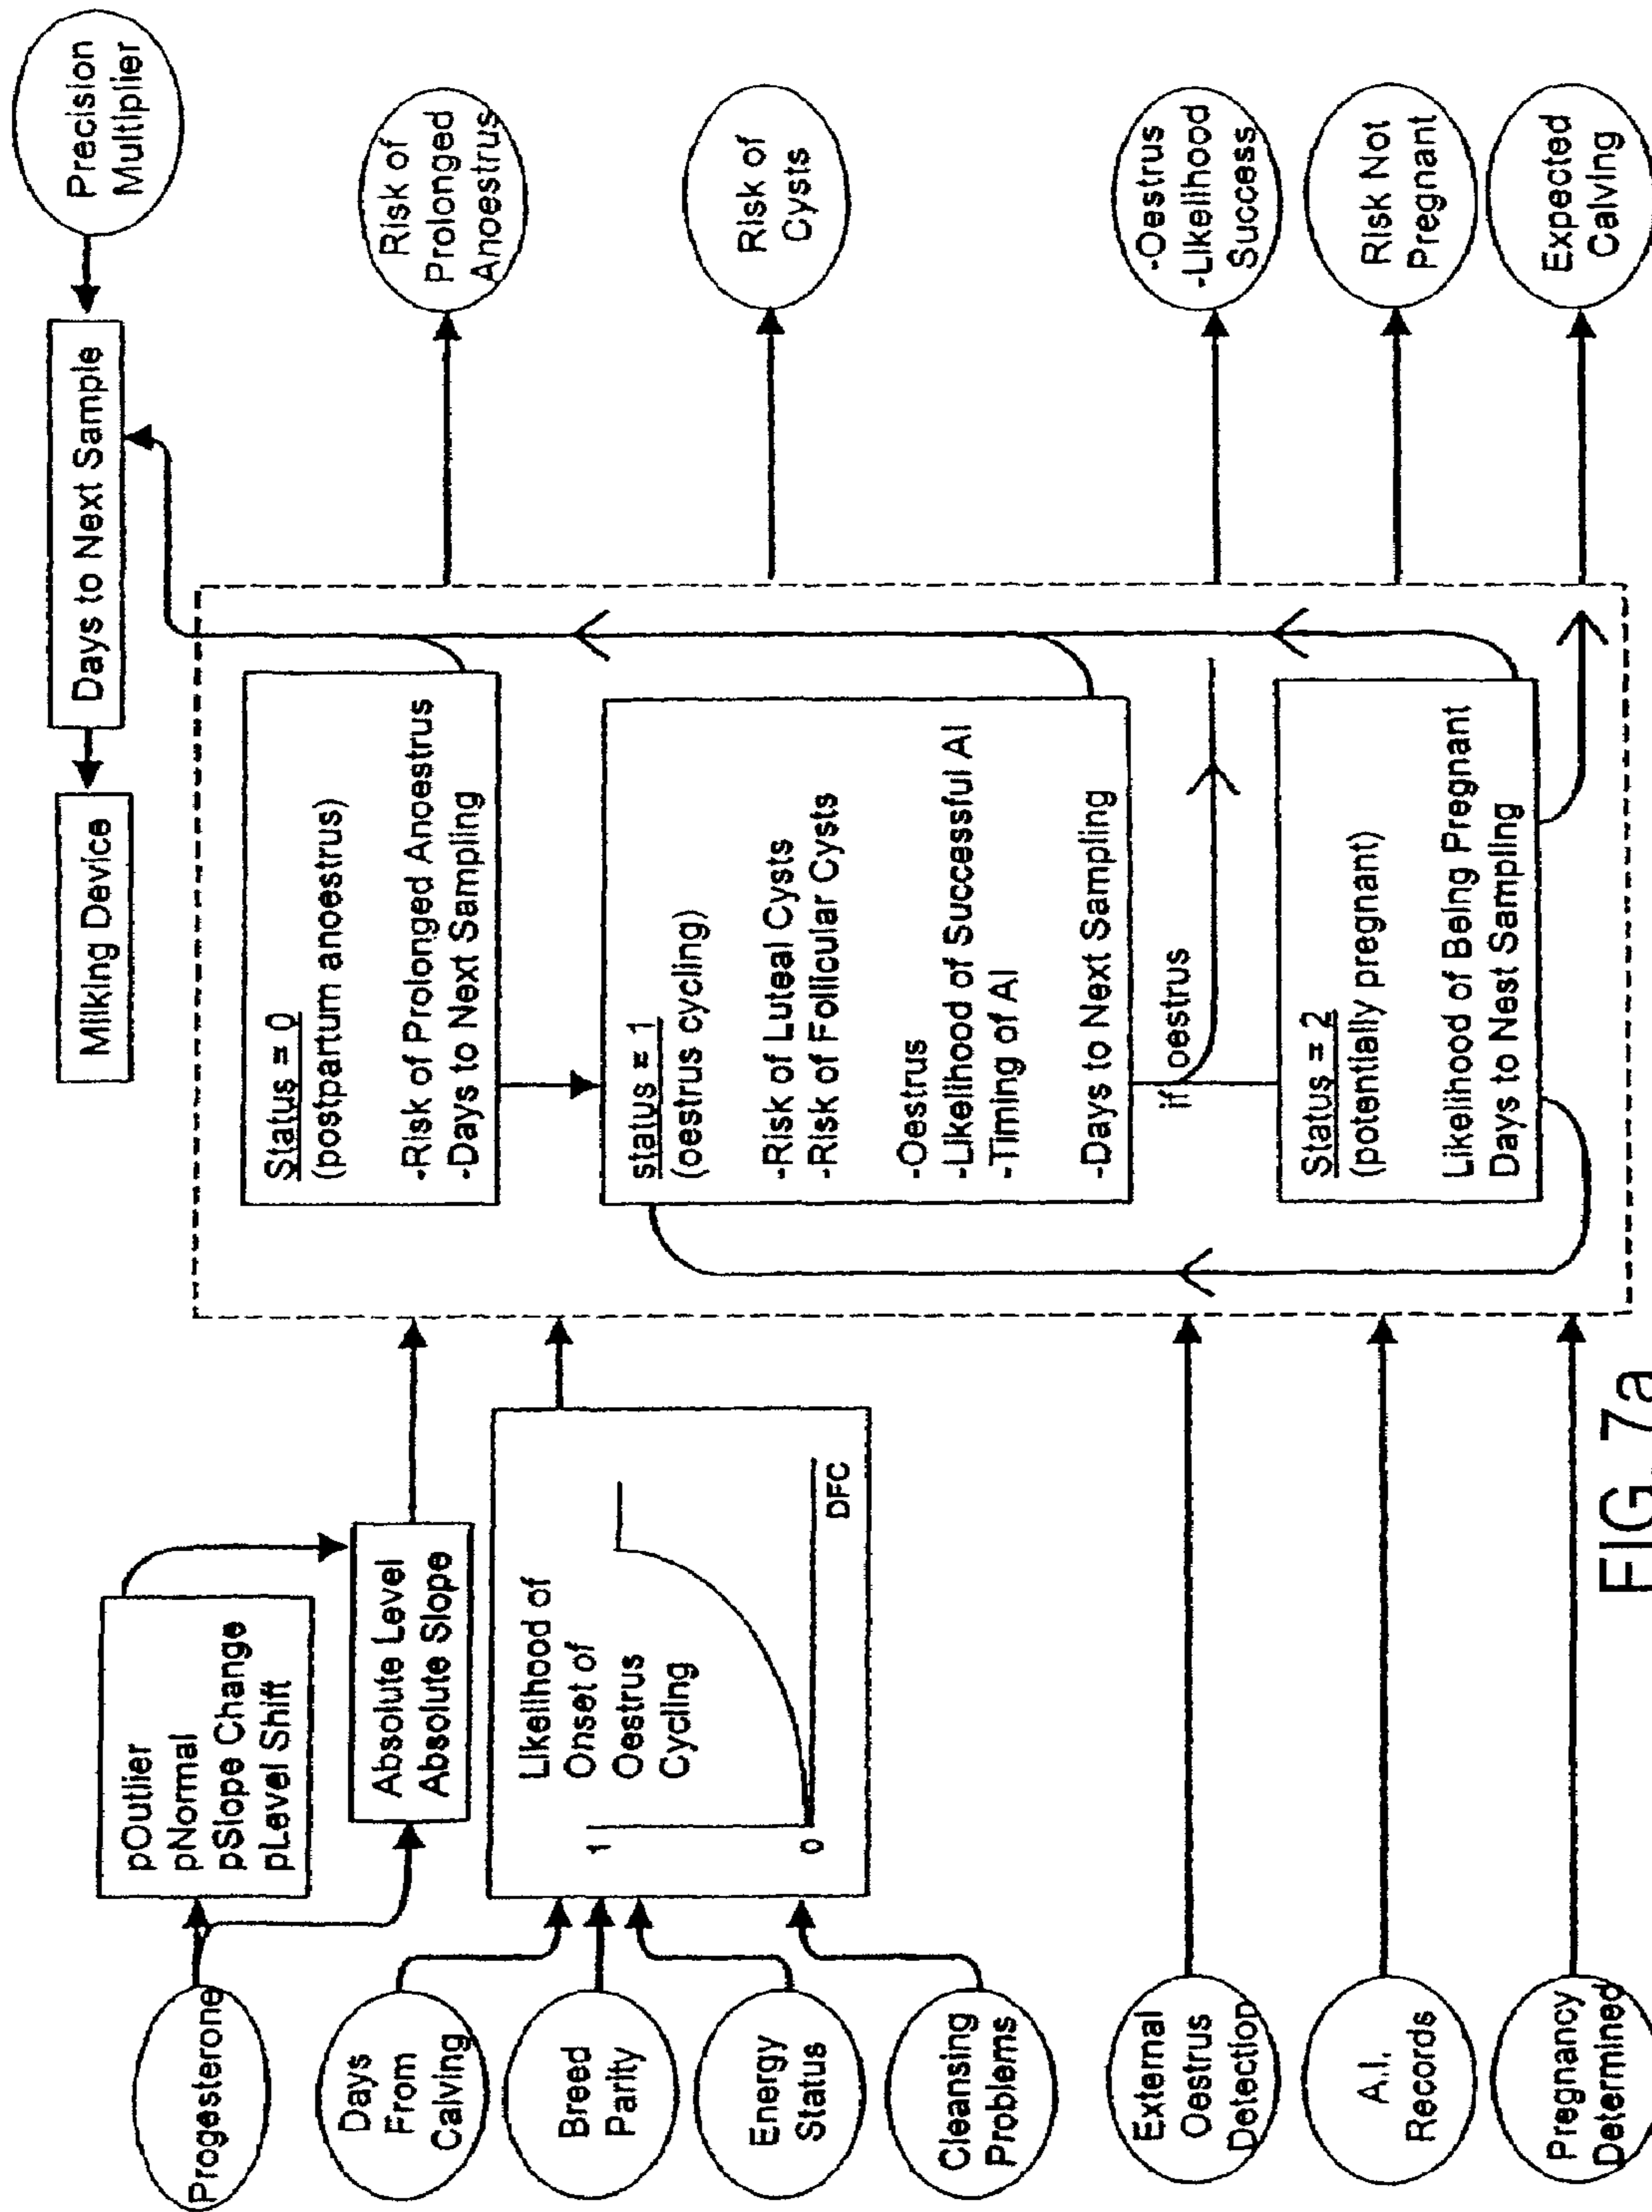 Milking Device
Days to Next Sample
Precision
Multiplier
Progesterone
pOutlier
pNormal
pSlope Change
pLevel Shift
Absolute Level
Absolute Slope
Days
From
Calving
Breed
Parity
Energy
Status
Cleansing
Problems
Likelihood of
Onset of
Oestrus
Cycling
1
0
DFC
External
Oestrus
Detection
A.I.
Records
Pregnancy
Determined
Status = 0
(postpartum anoestrus)
-Risk of Prolonged Anoestrus
-Days to Next Sampling
status = 1
(oestrus cycling)
-Risk of Luteal Cysts
-Risk of Follicular Cysts
-Oestrus
-Likelihood of Successful AI
-Timing of AI
-Days to Next Sampling
if oestrus
Status = 2
(potentially pregnant)
Likelihood of Being Pregnant
Days to Nest Sampling
Risk of
Prolonged
Anoestrus
Risk of
Cysts
-Oestrus
-Likelihood
Success
Risk Not
Pregnant
Expected
Calving
FIG. 7a